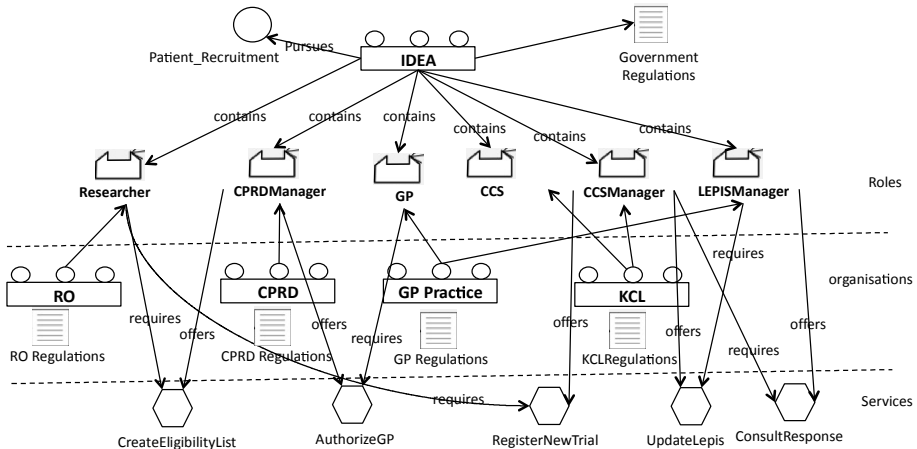 Pursues
Patient_Recruitment
IDEA
Government
Regulations
contains
contains
contains
contains
contains
contains
Researcher
CPRDManager
GP
CCS
CCSManager
LEPISManager
Roles
requires
organisations
RO
CPRD
GP Practice
KCL
requires
offers
offers
requires
offers
offers
requires
offers
RO Regulations
CPRD Regulations
GP Regulations
KCLRegulations
requires
Services
CreateEligibilityList
AuthorizeGP
RegisterNewTrial
UpdateLepis
ConsultResponse